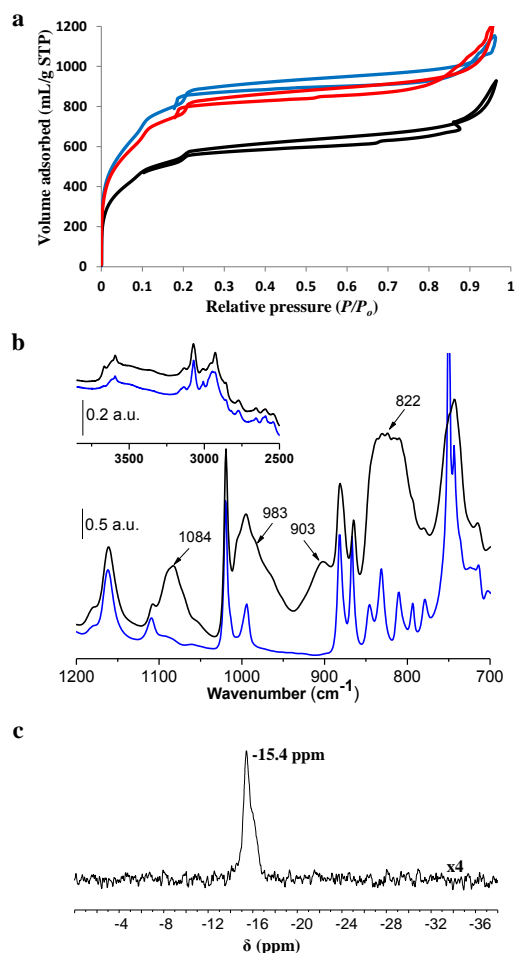 a
1200
1000
800
600
400
200
0
Volume adsorbed (mL/g STP)
0 0.1 0.2 0.3 0.4 0.5 0.6 0.7 0.8 0.9 1
Relative pressure (P/Po)
b
0.2 a.u.
3500 3000 2500
822
0.5 a.u.
1084
983
903
1200 1100 1000 900 800 700
Wavenumber (cm-1)
c
-15.4 ppm
x4
-4 -8 -12 -16 -20 -24 -28 -32 -36
δ (ppm)